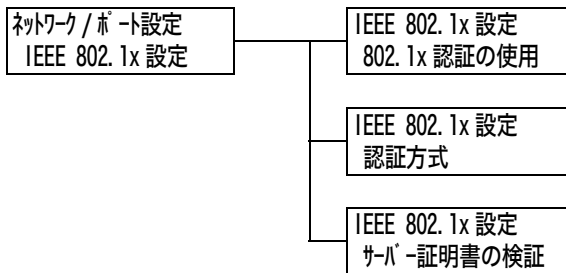 ﾈｯﾄﾜｰｸ / ﾎﾟｰﾄ設定
IEEE 802.1x 設定
IEEE 802.1x 設定
802.1x 認証の使用
IEEE 802.1x 設定
認証方式
IEEE 802.1x 設定
ｻｰﾊﾞｰ証明書の検証